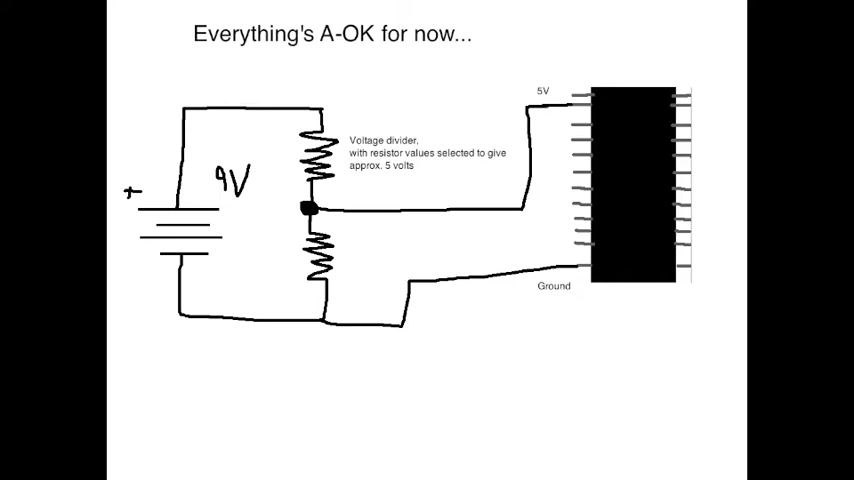 Everything's A-OK for now...
5V
Voltage divider,
with resistor values selected to give
approx. 5 volts
+
9V
Ground